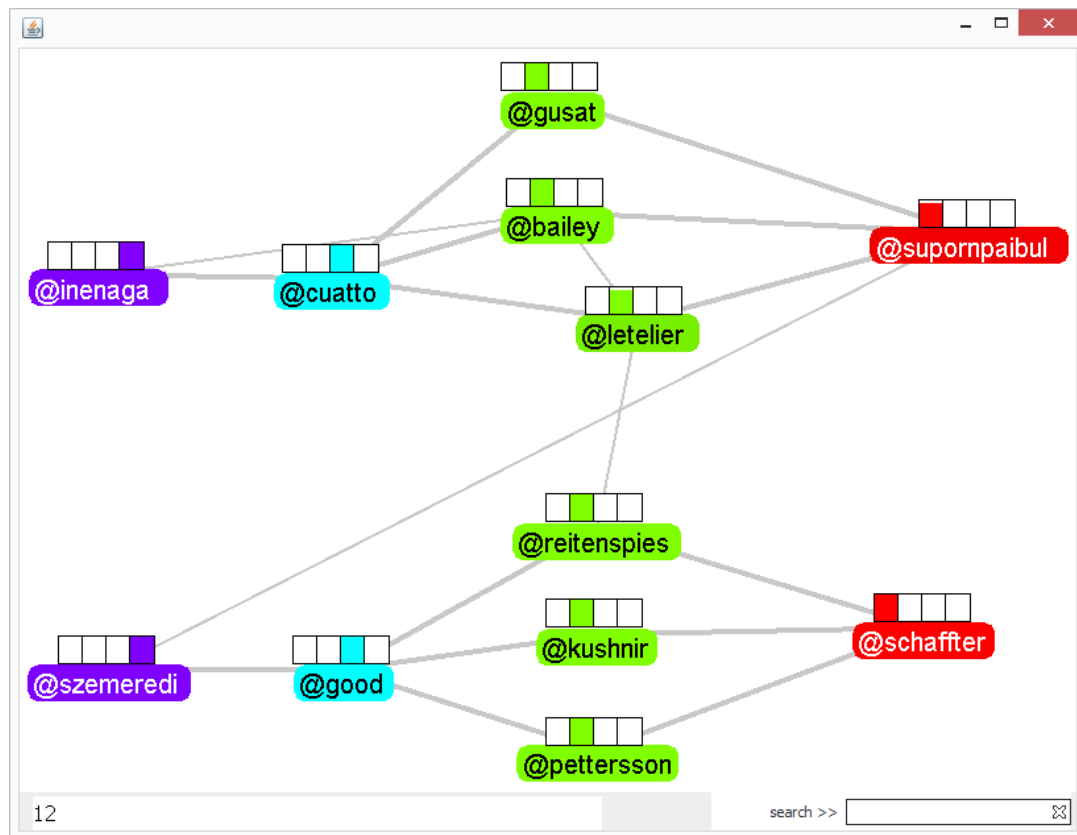 @gusat
@bailey
@supornpaibul
@inenaga
@cuatto
@letelier
@reitenspies
@kushnir
@schaffter
@szemeredi
@good
@pettersson
12
search >>